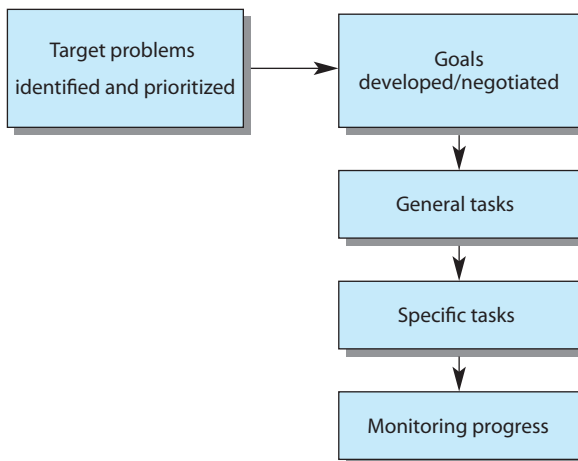 Target problems
identified and prioritized
Goals
developed/negotiated
General tasks
Specific tasks
Monitoring progress